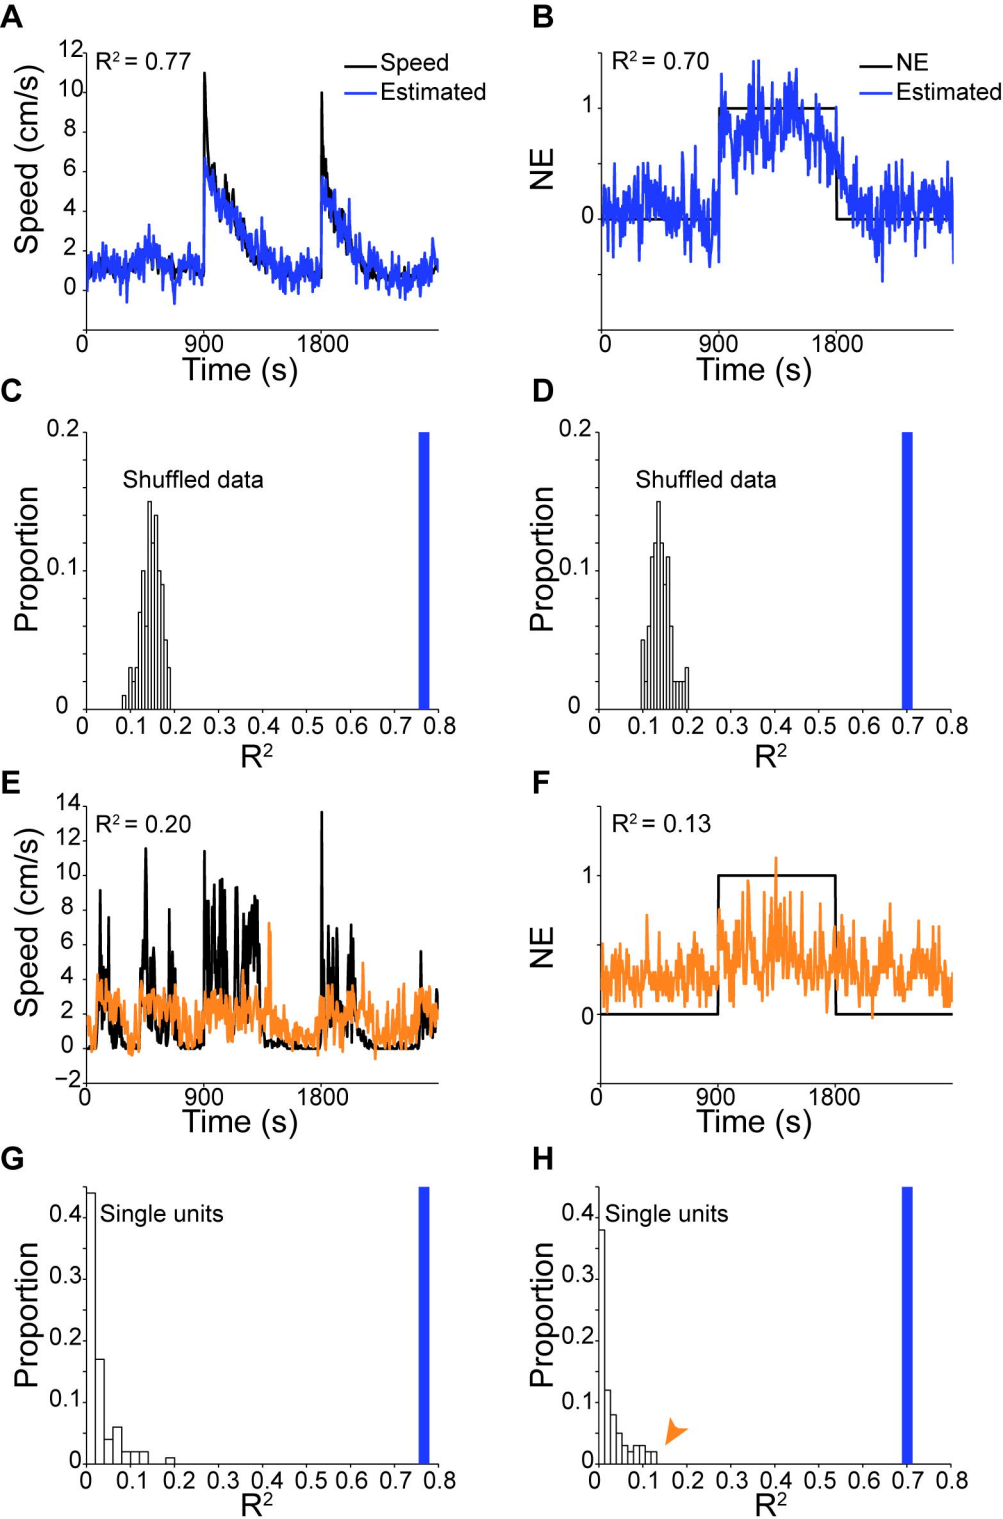 A
B
12
10
8
6
4
2
0
Speed (cm/s)
R² = 0.77
Speed
Estimated
0
900
1800
Time (s)
1
0
NE
R² = 0.70
NE
Estimated
0
900
1800
Time (s)
C
D
0.2
0.1
0
Proportion
Shuffled data
0
0.1
0.2
0.3
0.4
0.5
0.6
0.7
0.8
R²
0.2
0.1
0
Proportion
Shuffled data
0
0.1
0.2
0.3
0.4
0.5
0.6
0.7
0.8
R²
E
F
14
12
10
8
6
4
2
0
−2
Speed (cm/s)
R² = 0.20
0
900
1800
Time (s)
1
0
NE
R² = 0.13
0
900
1800
Time (s)
G
H
0.4
0.3
0.2
0.1
0
Proportion
Single units
0
0.1
0.2
0.3
0.4
0.5
0.6
0.7
0.8
R²
0.4
0.3
0.2
0.1
0
Proportion
Single units
0
0.1
0.2
0.3
0.4
0.5
0.6
0.7
0.8
R²